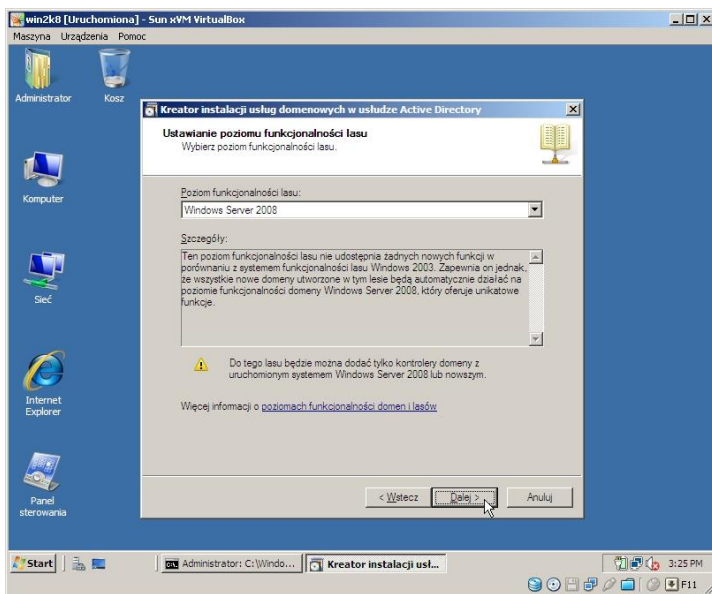 win2k8 [Uruchomiona] - Sun xVM VirtualBox
Maszyna Urządzenia Pomoc
Administrator
Kosz
Komputer
Sieć
Internet
Explorer
Panel
sterowania
Kreator instalacji usług domenowych w usłudze Active Directory
Ustawianie poziomu funkcjonalności lasu
Wybierz poziom funkcjonalności lasu.
Poziom funkcjonalności lasu:
Windows Server 2008
Szczegóły:
Ten poziom funkcjonalności lasu nie udostępnia żadnych nowych funkcji w
porównaniu z systemem funkcjonalności lasu Windows 2003. Zapewnia on jednak,
że wszystkie nowe domeny utworzone w tym lesie będą automatycznie działać na
poziomie funkcjonalności domeny Windows Server 2008, który oferuje unikatowe
funkcje.
Do tego lasu będzie można dodać tylko kontrolery domeny z
uruchomionym systemem Windows Server 2008 lub nowszym.
Więcej informacji o poziomach funkcjonalności domen i lasów
< Wstecz
Dalej >
Anuluj
Start
Administrator: C:\Windo...
Kreator instalacji usł...
3:25 PM
F11